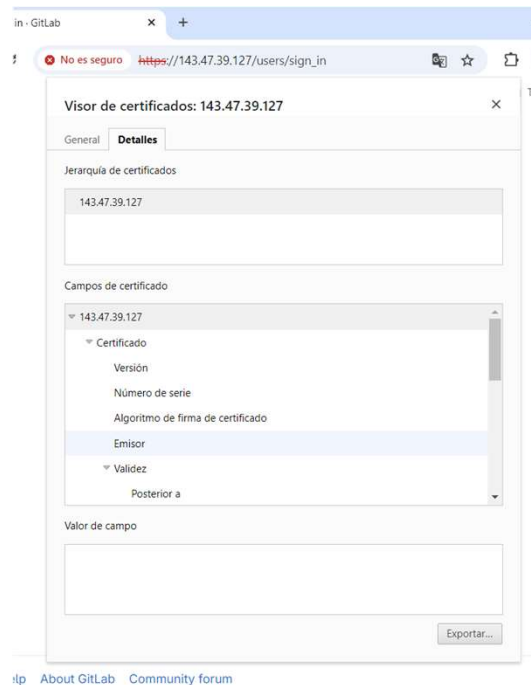 in - GitLab
No es seguro https://143.47.39.127/users/sign_in
Visor de certificados: 143.47.39.127
General Detalles
Jerarquía de certificados
143.47.39.127
Campos de certificado
143.47.39.127
Certificado
Versión
Número de serie
Algoritmo de firma de certificado
Emisor
Validez
Posterior a
Valor de campo
Exportar...
elp About GitLab Community forum